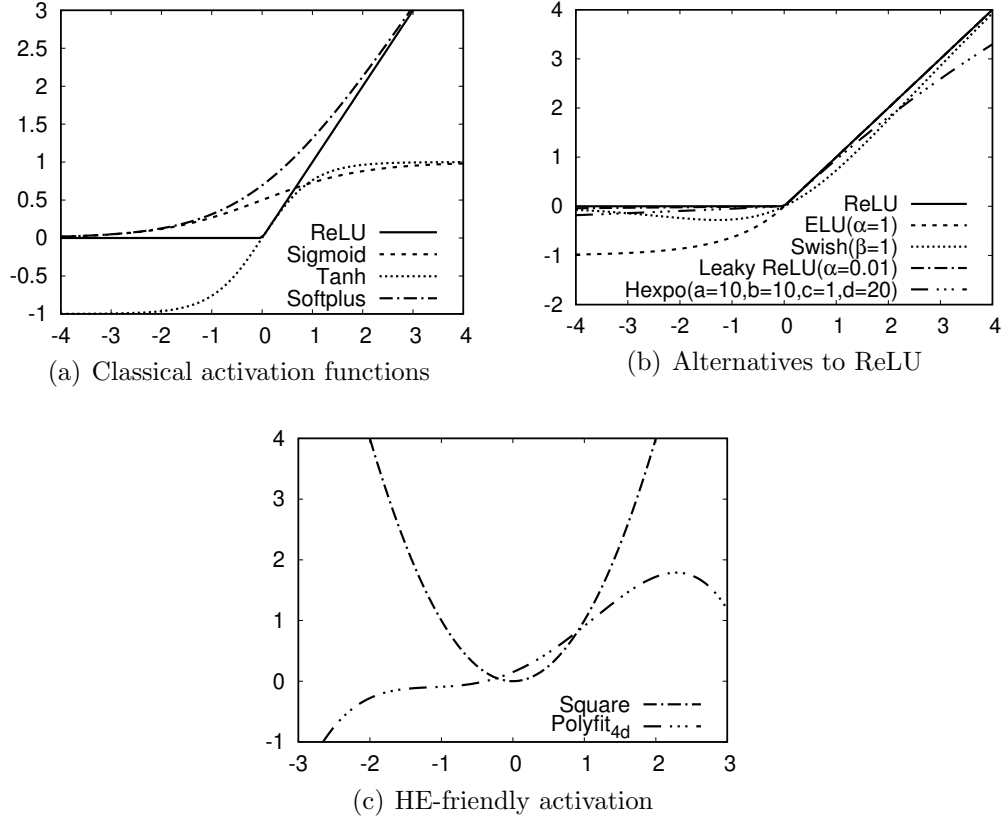 3
2.5
2
1.5
1
0.5
0
-0.5
-1
ReLU
Sigmoid
Tanh
Softplus
-4 -3 -2 -1 0 1 2 3 4
(a) Classical activation functions
4
3
2
1
0
-1
-2
ReLU
ELU(α=1)
Swish(β=1)
Leaky ReLU(α=0.01)
Hexpo(a=10,b=10,c=1,d=20)
-4 -3 -2 -1 0 1 2 3 4
(b) Alternatives to ReLU
4
3
2
1
0
-1
Square
Polyfit4d
-3 -2 -1 0 1 2 3
(c) HE-friendly activation